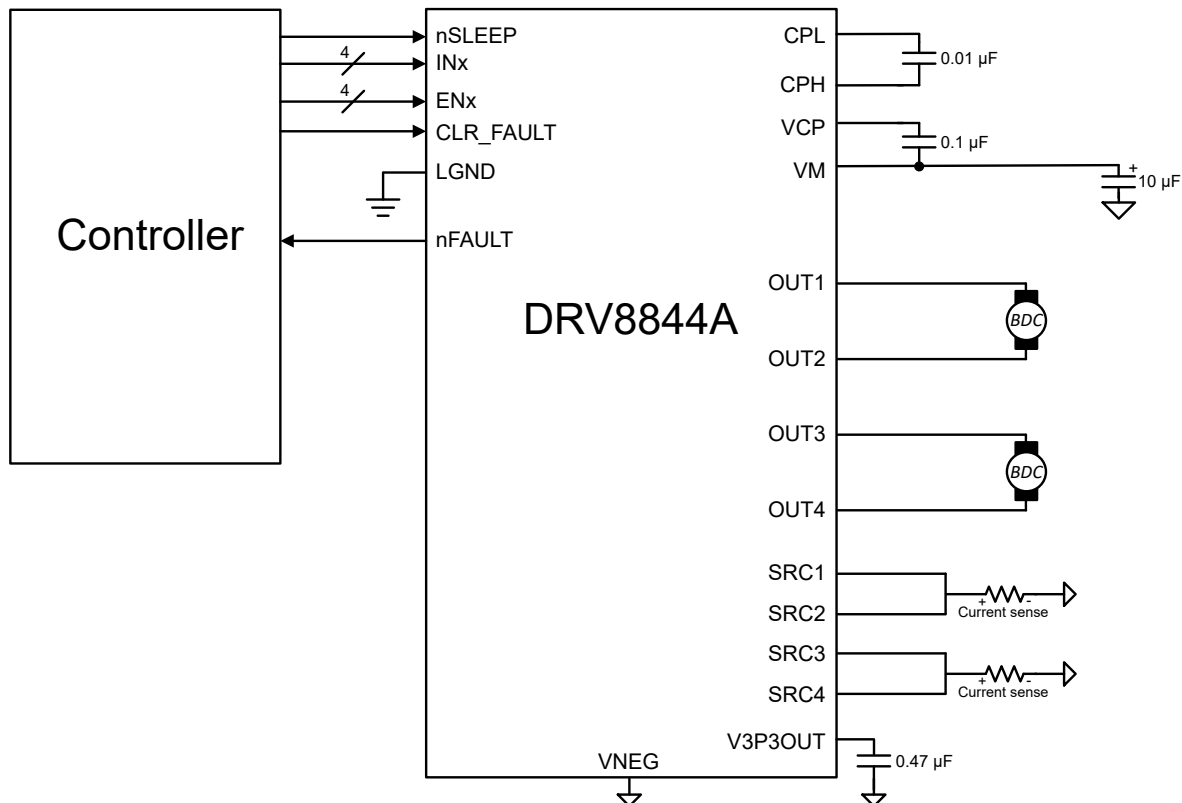 Controller
4
4
nSLEEP
INx
ENx
CLR_FAULT
LGND
nFAULT
DRV8844A
VNEG
CPL
CPH
VCP
VM
OUT1
OUT2
OUT3
OUT4
SRC1
SRC2
SRC3
SRC4
V3P3OUT
0.01 µF
0.1 µF
+
10 µF
BDC
BDC
+ -
Current sense
+ -
Current sense
0.47 µF